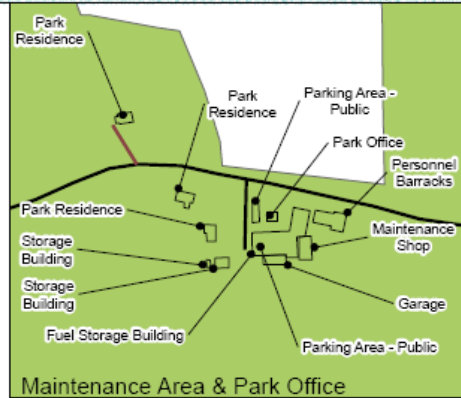 Park
Residence
Park
Residence
Parking Area -
Public
Park Office
Personnel
Barracks
Park Residence
Maintenance
Shop
Storage
Building
Storage
Building
Garage
Fuel Storage Building
Parking Area - Public
Maintenance Area & Park Office